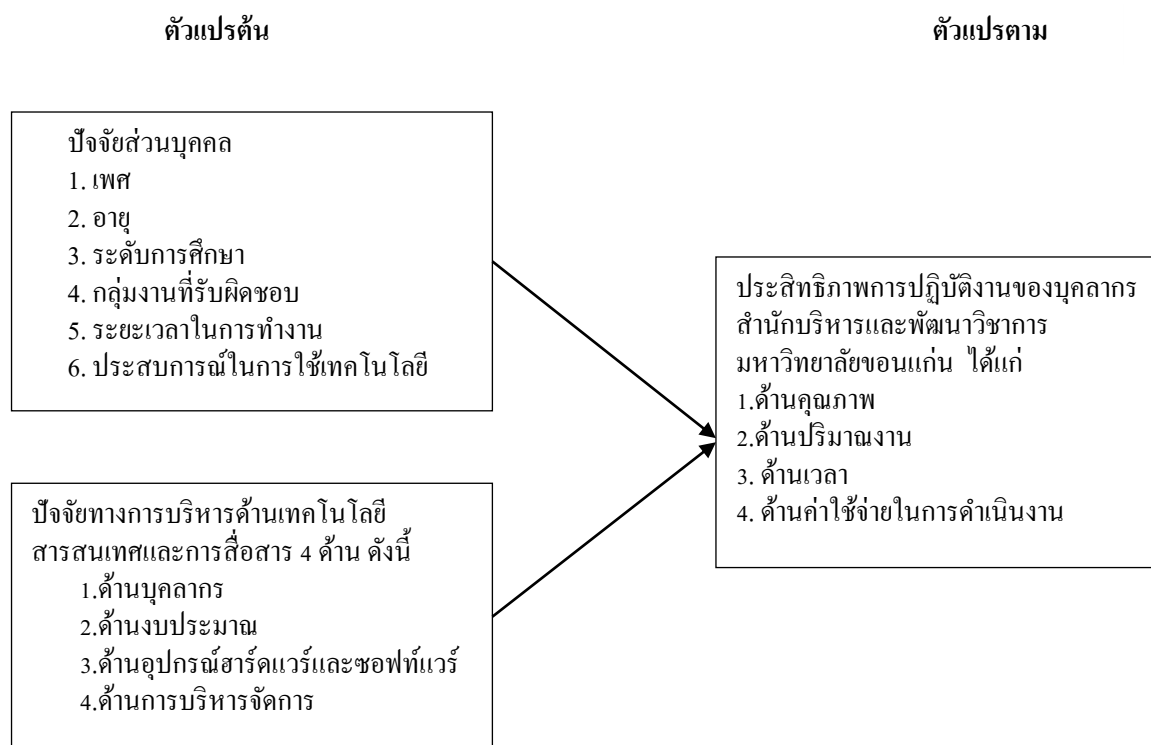 ตัวแปรต้น
ตัวแปรตาม
ปัจจัยส่วนบุคคล
1. เพศ
2. อายุ
3. ระดับการศึกษา
4. กลุ่มงานที่รับผิดชอบ
5. ระยะเวลาในการทำงาน
6. ประสบการณ์ในการใช้เทคโนโลยี
ปัจจัยทางการบริหารด้านเทคโนโลยี
สารสนเทศและการสื่อสาร 4 ด้าน ดังนี้
1.ด้านบุคลากร
2.ด้านงบประมาณ
3.ด้านอุปกรณ์ฮาร์ดแวร์และซอฟท์แวร์
4.ด้านการบริหารจัดการ
ประสิทธิภาพการปฏิบัติงานของบุคลากร
สำนักบริหารและพัฒนาวิชาการ
มหาวิทยาลัยขอนแก่น ได้แก่
1.ด้านคุณภาพ
2.ด้านปริมาณงาน
3. ด้านเวลา
4. ด้านค่าใช้จ่ายในการดำเนินงาน